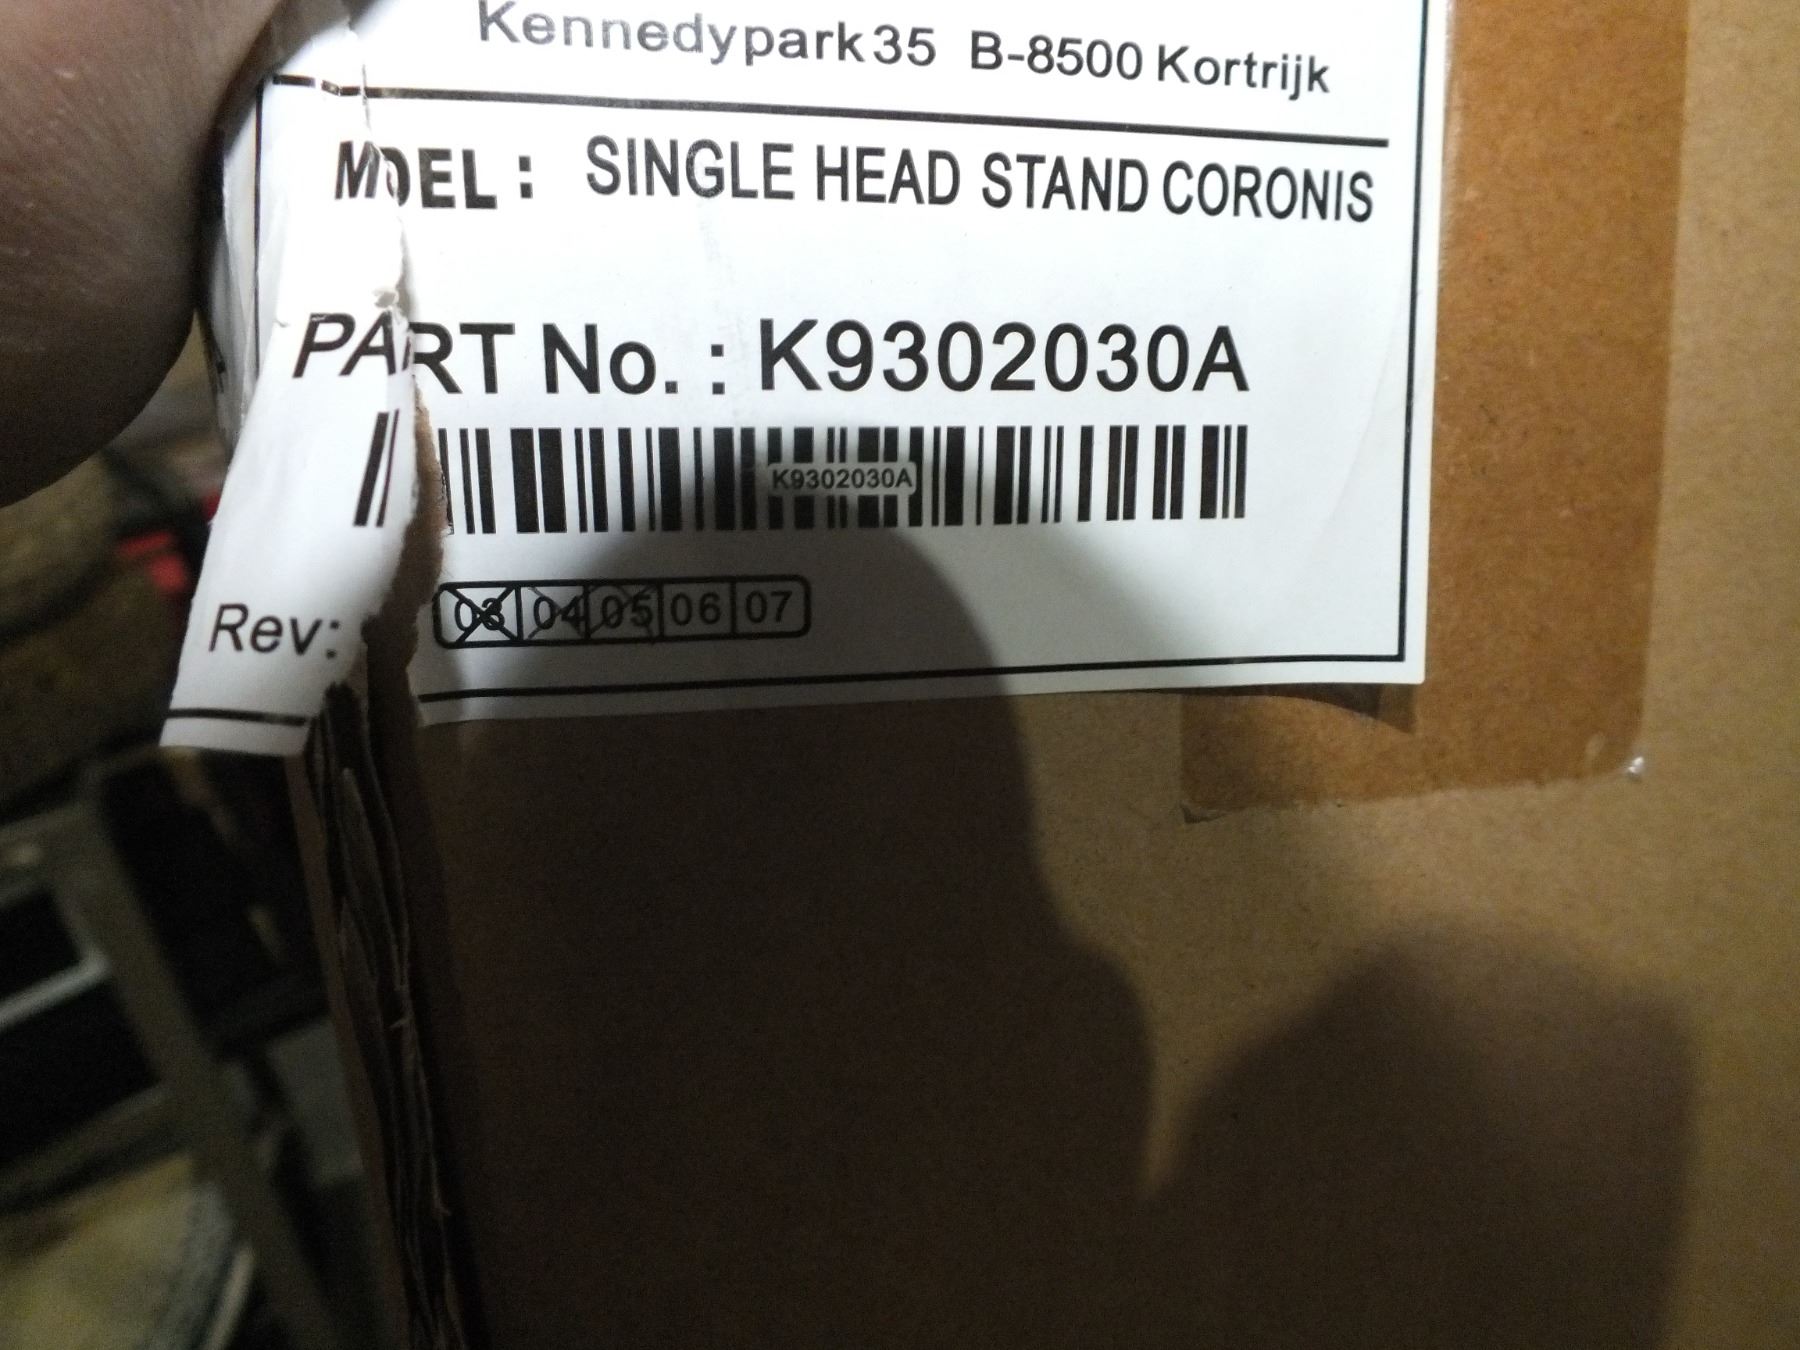 Kennedypark 35 B-8500 Kortrijk
MDEL : SINGLE HEAD STAND CORONIS
PART No. : K9302030A
K9302030A
Rev: 03 04 05 06 07